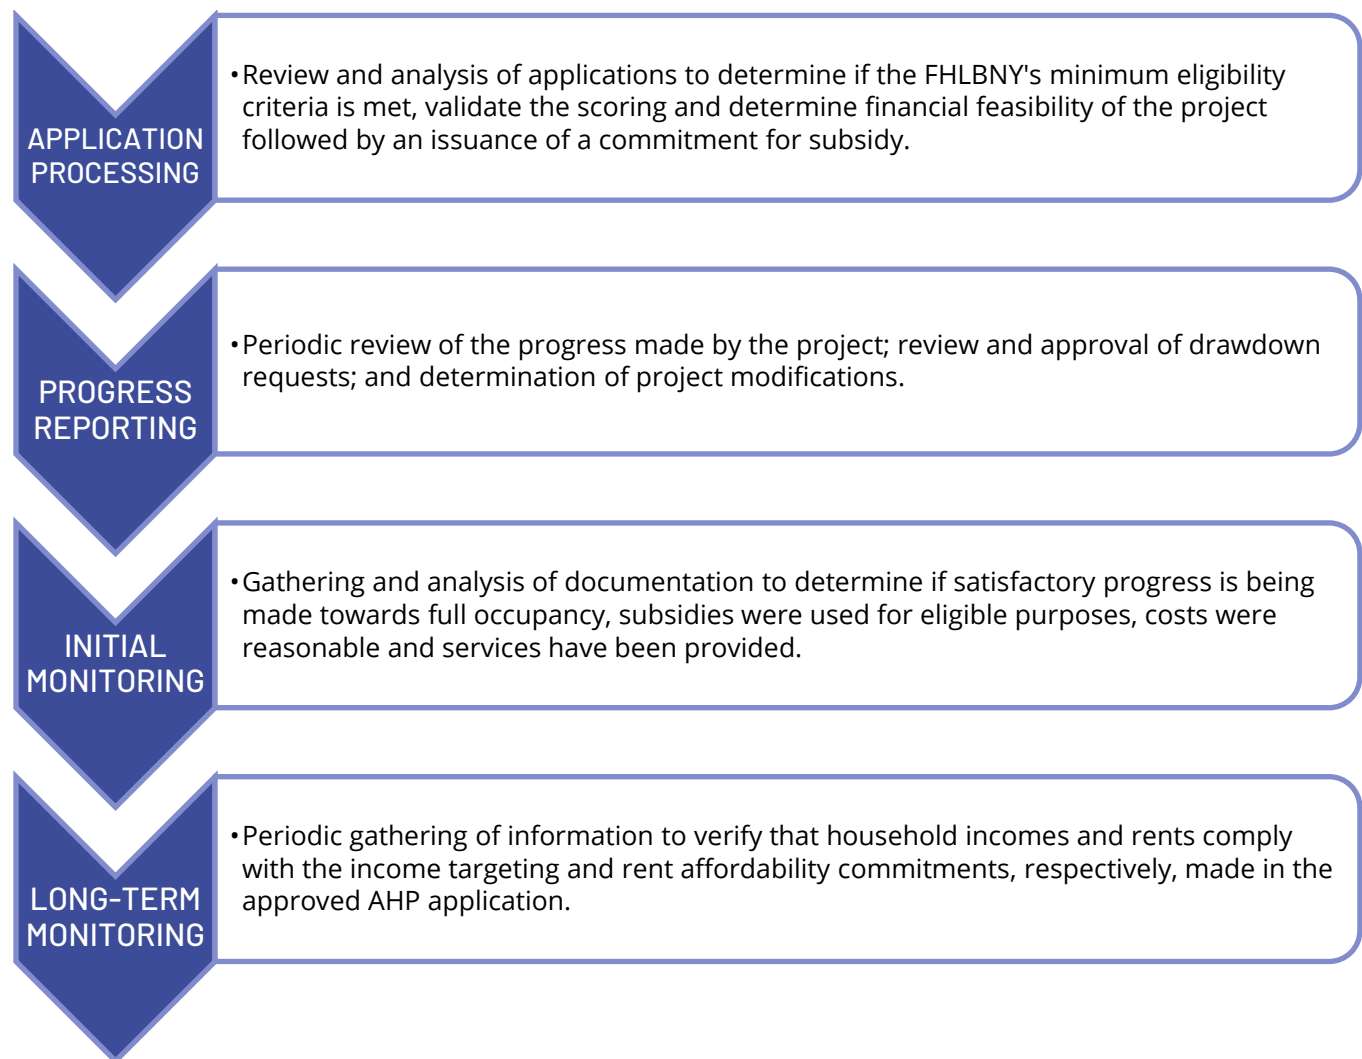 APPLICATION
PROCESSING
•Review and analysis of applications to determine if the FHLBNY's minimum eligibility
criteria is met, validate the scoring and determine financial feasibility of the project
followed by an issuance of a commitment for subsidy.
PROGRESS
REPORTING
•Periodic review of the progress made by the project; review and approval of drawdown
requests; and determination of project modifications.
INITIAL
MONITORING
•Gathering and analysis of documentation to determine if satisfactory progress is being
made towards full occupancy, subsidies were used for eligible purposes, costs were
reasonable and services have been provided.
LONG-TERM
MONITORING
•Periodic gathering of information to verify that household incomes and rents comply
with the income targeting and rent affordability commitments, respectively, made in the
approved AHP application.